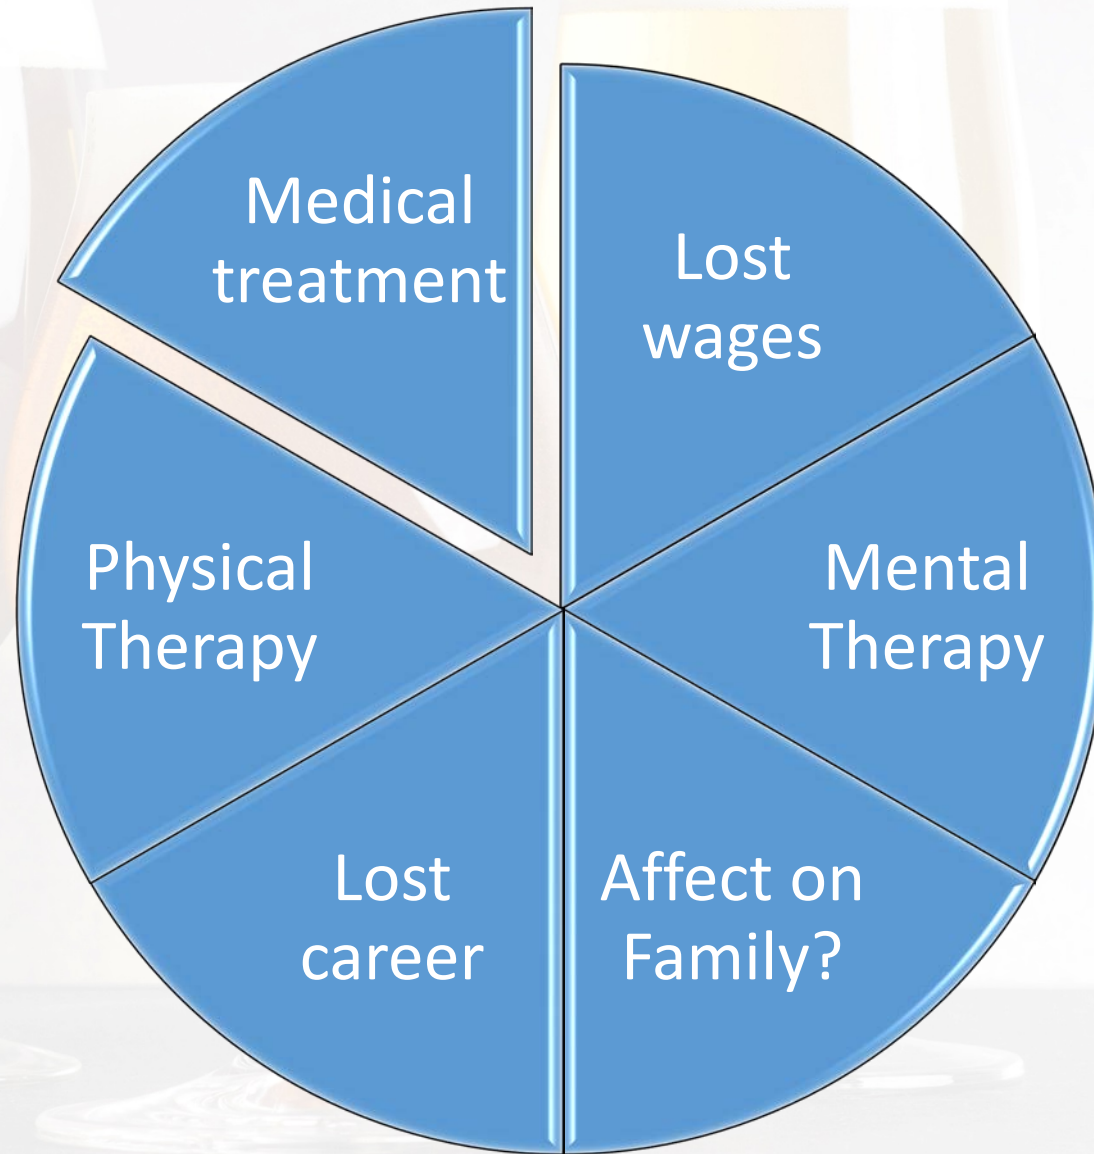 Medical
treatment
Lost
wages
Physical
Therapy
Mental
Therapy
Lost
career
Affect on
Family?